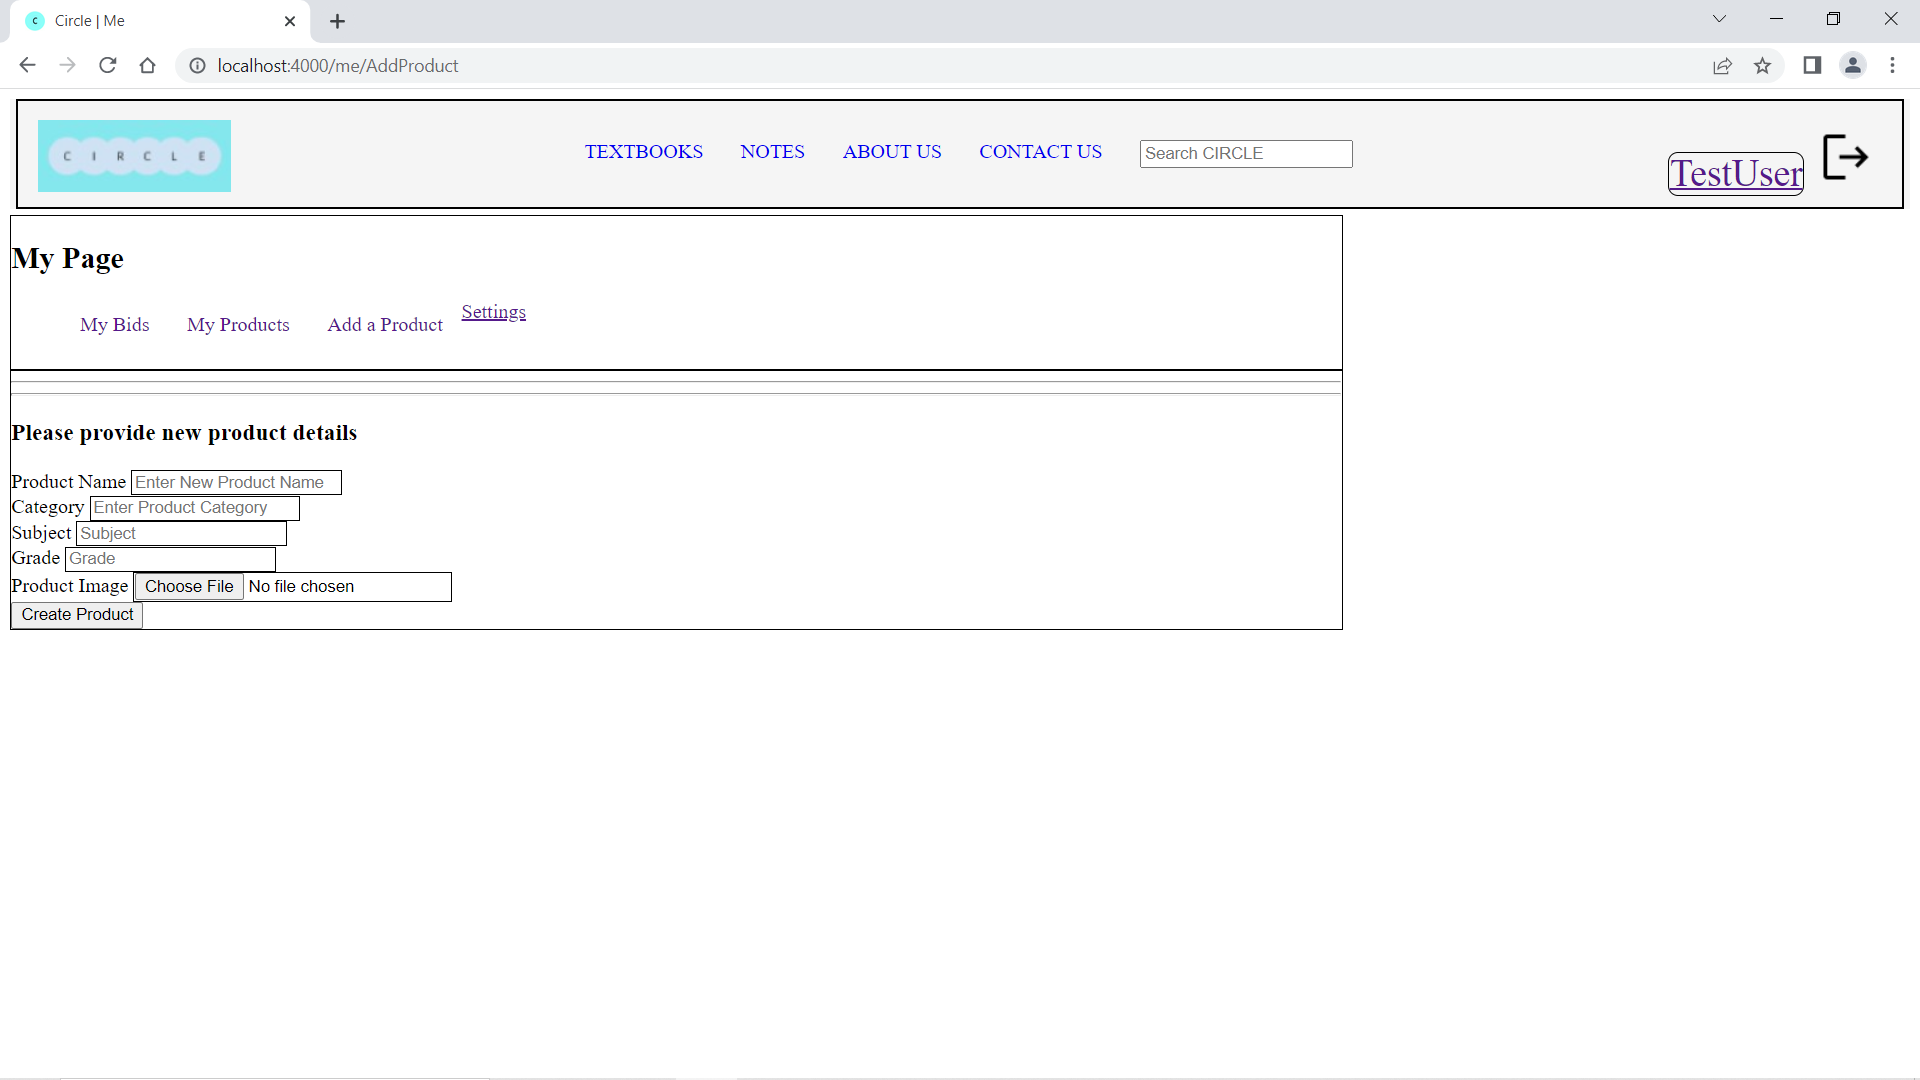 C Circle | Me
localhost:4000/me/AddProduct
C I R C L E TEXTBOOKS NOTES ABOUT US CONTACT US Search CIRCLE TestUser
My Page
My Bids My Products Add a Product Settings
Please provide new product details
Product Name Enter New Product Name
Category Enter Product Category
Subject Subject
Grade Grade
Product Image Choose File No file chosen
Create Product